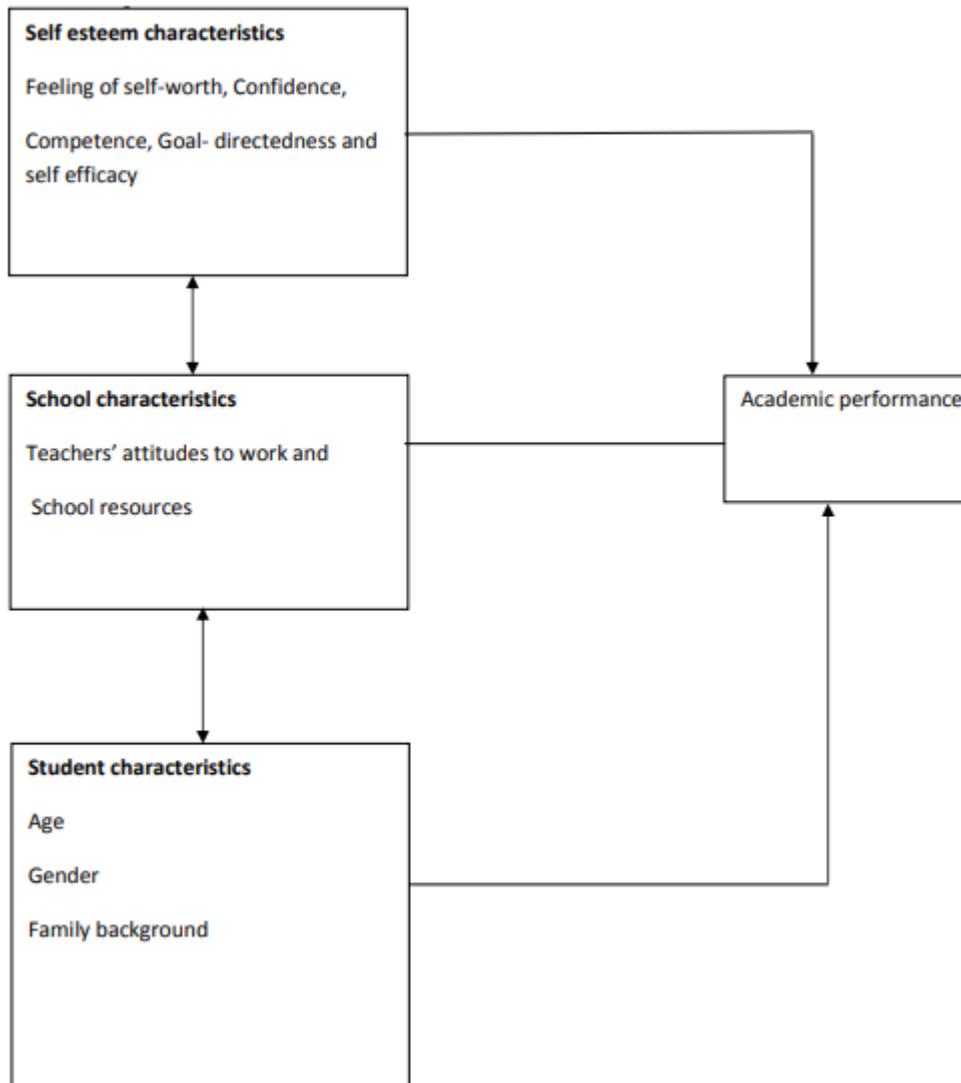 Self esteem characteristics
Feeling of self-worth, Confidence,
Competence, Goal- directedness and
self efficacy
School characteristics
Teachers’ attitudes to work and
School resources
Academic performance
Student characteristics
Age
Gender
Family background